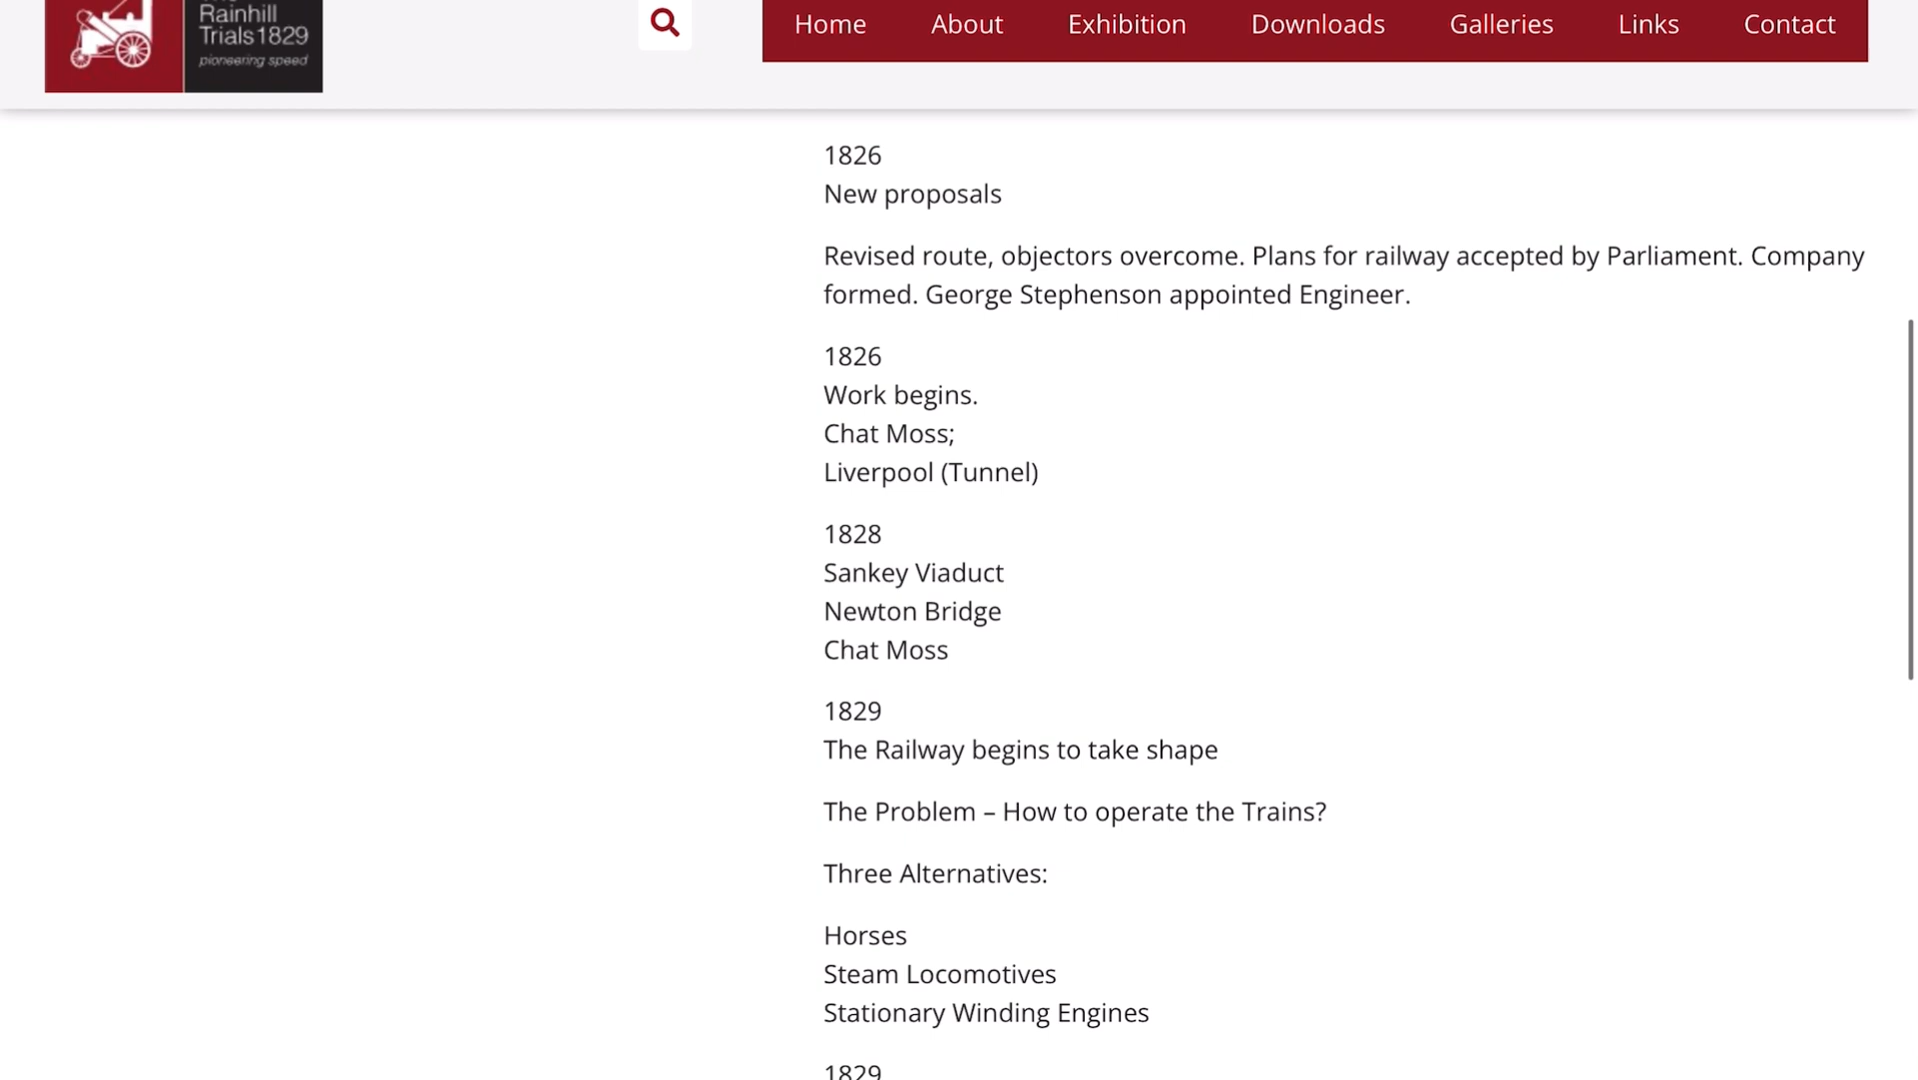 Rainhill
Trials1829
pioneering speed
Home About Exhibition Downloads Galleries Links Contact
1826
New proposals
Revised route, objectors overcome. Plans for railway accepted by Parliament. Company
formed. George Stephenson appointed Engineer.
1826
Work begins.
Chat Moss;
Liverpool (Tunnel)
1828
Sankey Viaduct
Newton Bridge
Chat Moss
1829
The Railway begins to take shape
The Problem – How to operate the Trains?
Three Alternatives:
Horses
Steam Locomotives
Stationary Winding Engines
1829